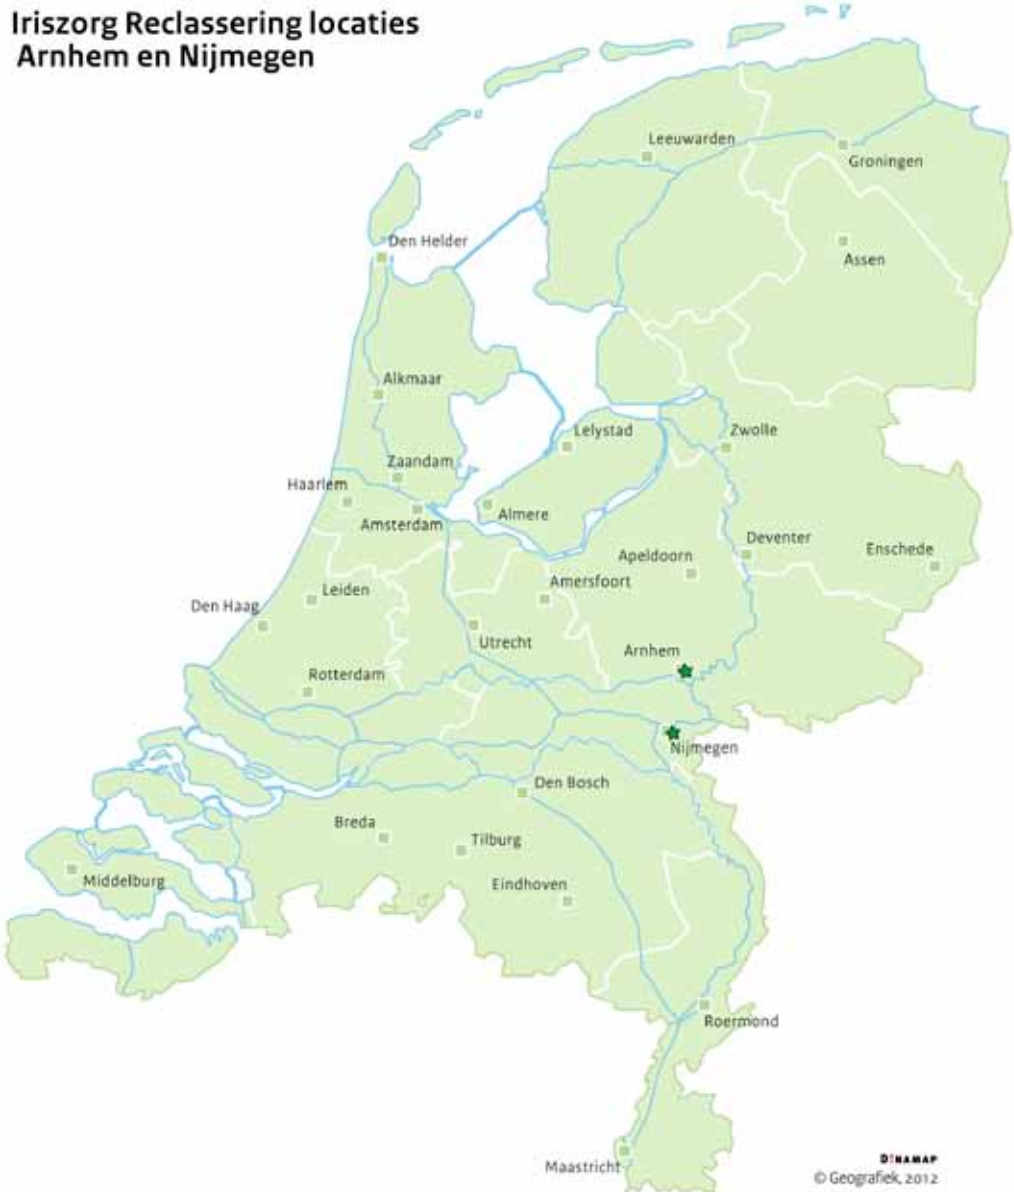 Iriszorg Reclassering locaties
Arnhem en Nijmegen
Leeuwarden
Groningen
Den Helder
Assen
Alkmaar
Lelystad
Zwolle
Zaandam
Haarlem
Almere
Amsterdam
Deventer
Enschede
Apeldoorn
Amersfoort
Leiden
Den Haag
Utrecht
Arnhem
Rotterdam
Nijmegen
Den Bosch
Breda
Tilburg
Middelburg
Eindhoven
Roermond
Maastricht
D!NAMAP
© Geografiek, 2012